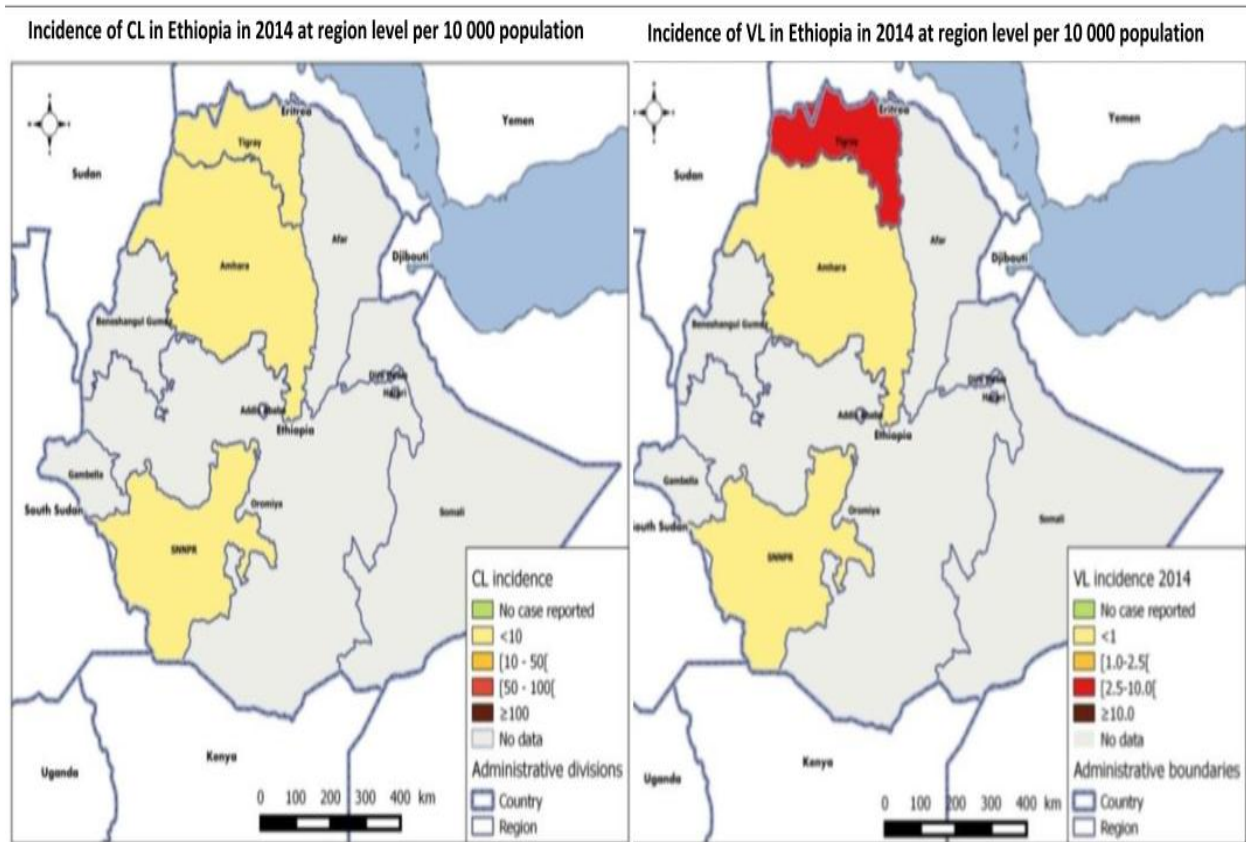 Incidence of CL in Ethiopia in 2014 at region level per 10 000 population
Eritrea
Yemen
Tigray
Sudan
Afar
Djibouti
Amhara
Beneshangul Gumuz
Dire Dawa
Harari
Addis Ababa
Ethiopia
Gambella
South Sudan
Oromiya
Somali
SNNPR
CL incidence
No case reported
<10
[10 - 50[
[50 - 100[
≥100
No data
Administrative divisions
Country
Region
Kenya
Uganda
0 100 200 300 400 km
Incidence of VL in Ethiopia in 2014 at region level per 10 000 population
Eritrea
Yemen
Tigray
Sudan
Afar
Djibouti
Amhara
Beneshangul Gumuz
Dire Dawa
Harari
Addis Ababa
Ethiopia
Gambella
South Sudan
Oromiya
Somali
SNNPR
VL incidence 2014
No case reported
<1
[1.0-2.5[
[2.5-10.0[
≥10.0
No data
Administrative boundaries
Country
Region
Kenya
Uganda
0 100 200 300 400 km